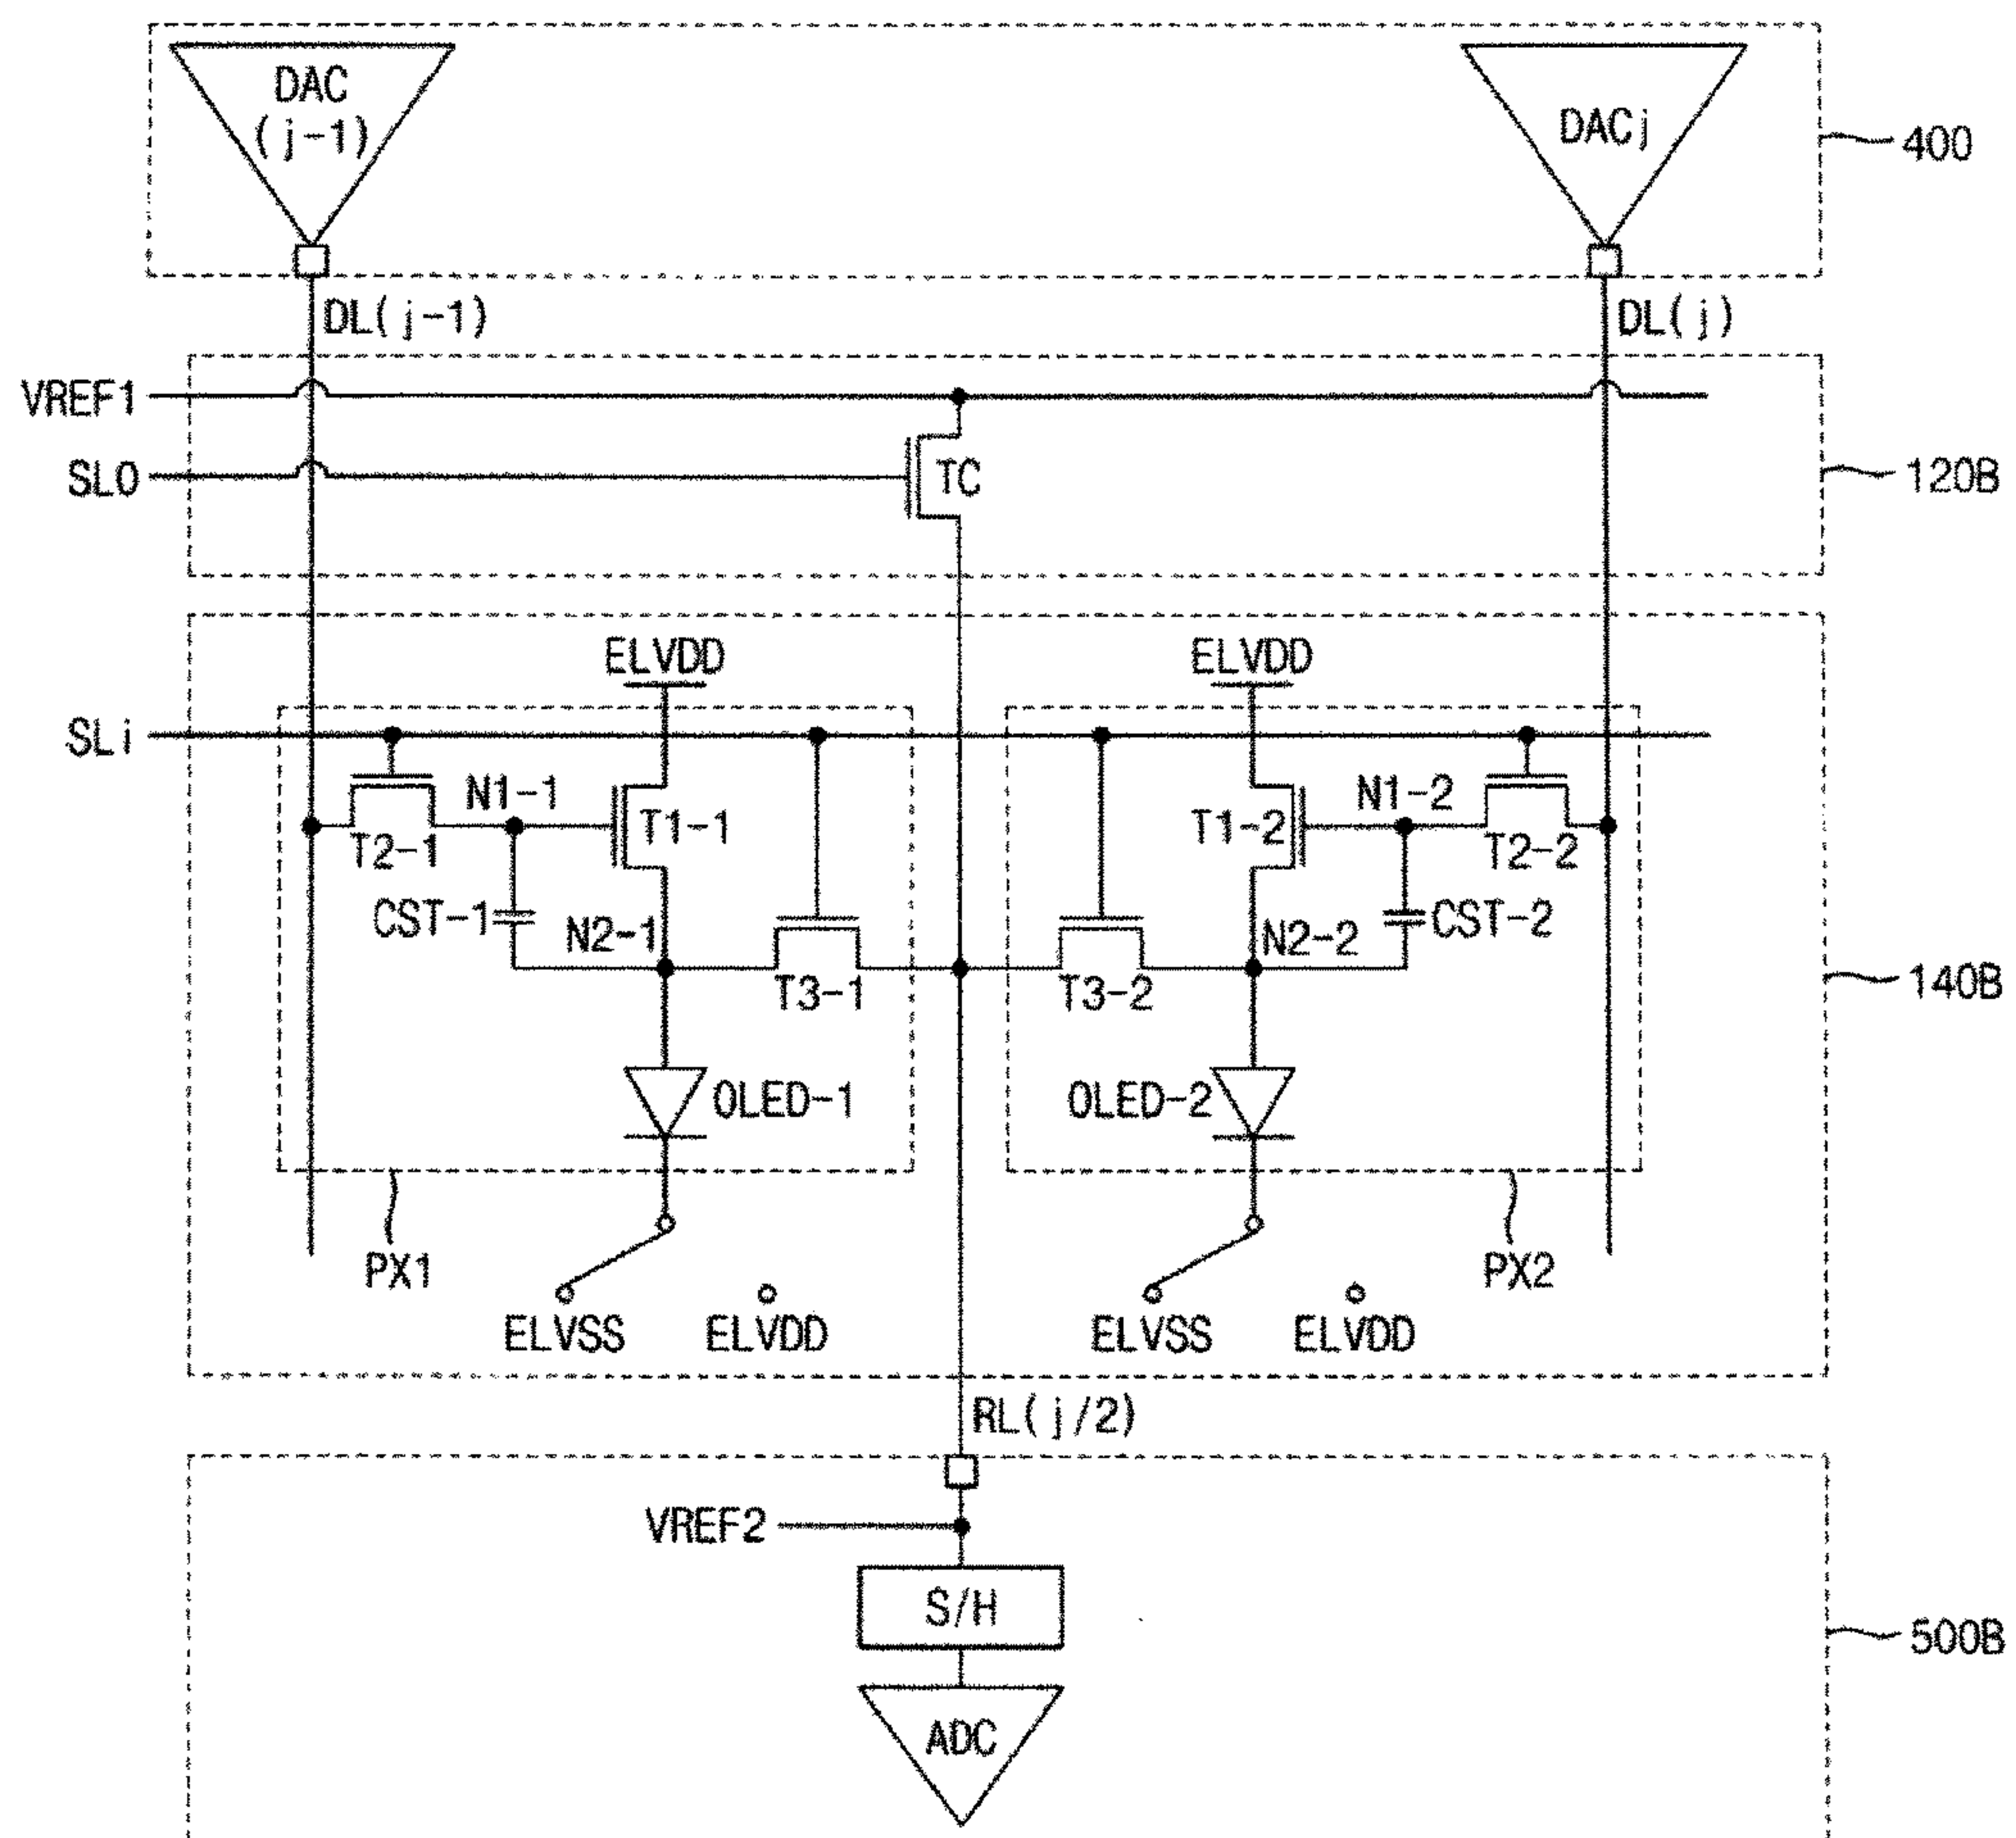 DAC
(j-1)
DACj
400
DL(j-1)
DL(j)
VREF1
SL0
TC
120B
ELVDD
ELVDD
SLi
N1-1
T1-1
T2-1
CST-1
N2-1
T3-1
N1-2
T1-2
T2-2
CST-2
N2-2
T3-2
140B
OLED-1
OLED-2
PX1
PX2
ELVSS
ELVDD
ELVSS
ELVDD
RL(j/2)
VREF2
S/H
500B
ADC